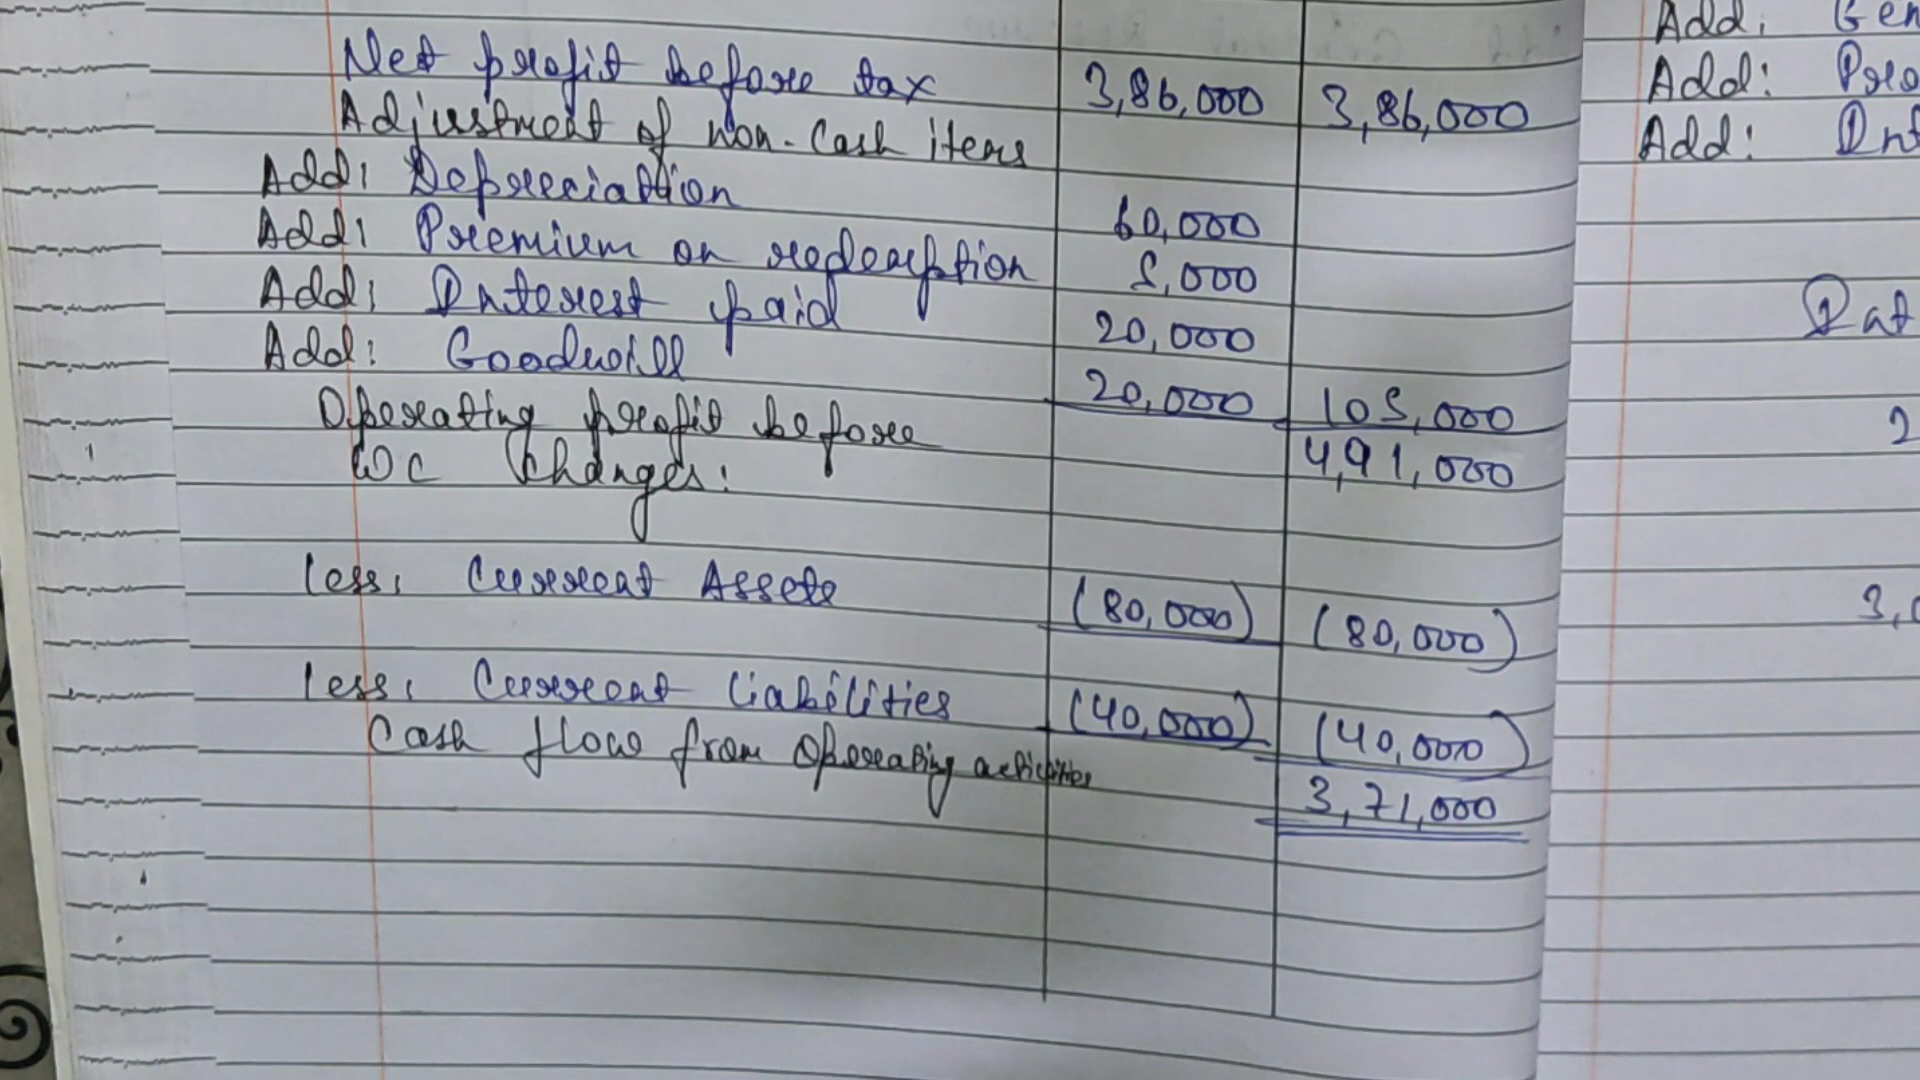 Net profit before tax 3,86,000 3,86,000
Adjustment of non-Cash items
Add: Depreciation 60,000
Add: Premium on redemption 5,000
Add: Interest paid 20,000
Add: Goodwill 20,000 105,000
Operating profit before 4,91,000
WC Changes:
less: Current Assets (80,000) (80,000)
less: Current liabilities (40,000) (40,000)
Cash flow from Operating activities 3,71,000
Add:
Add:
Add:
2